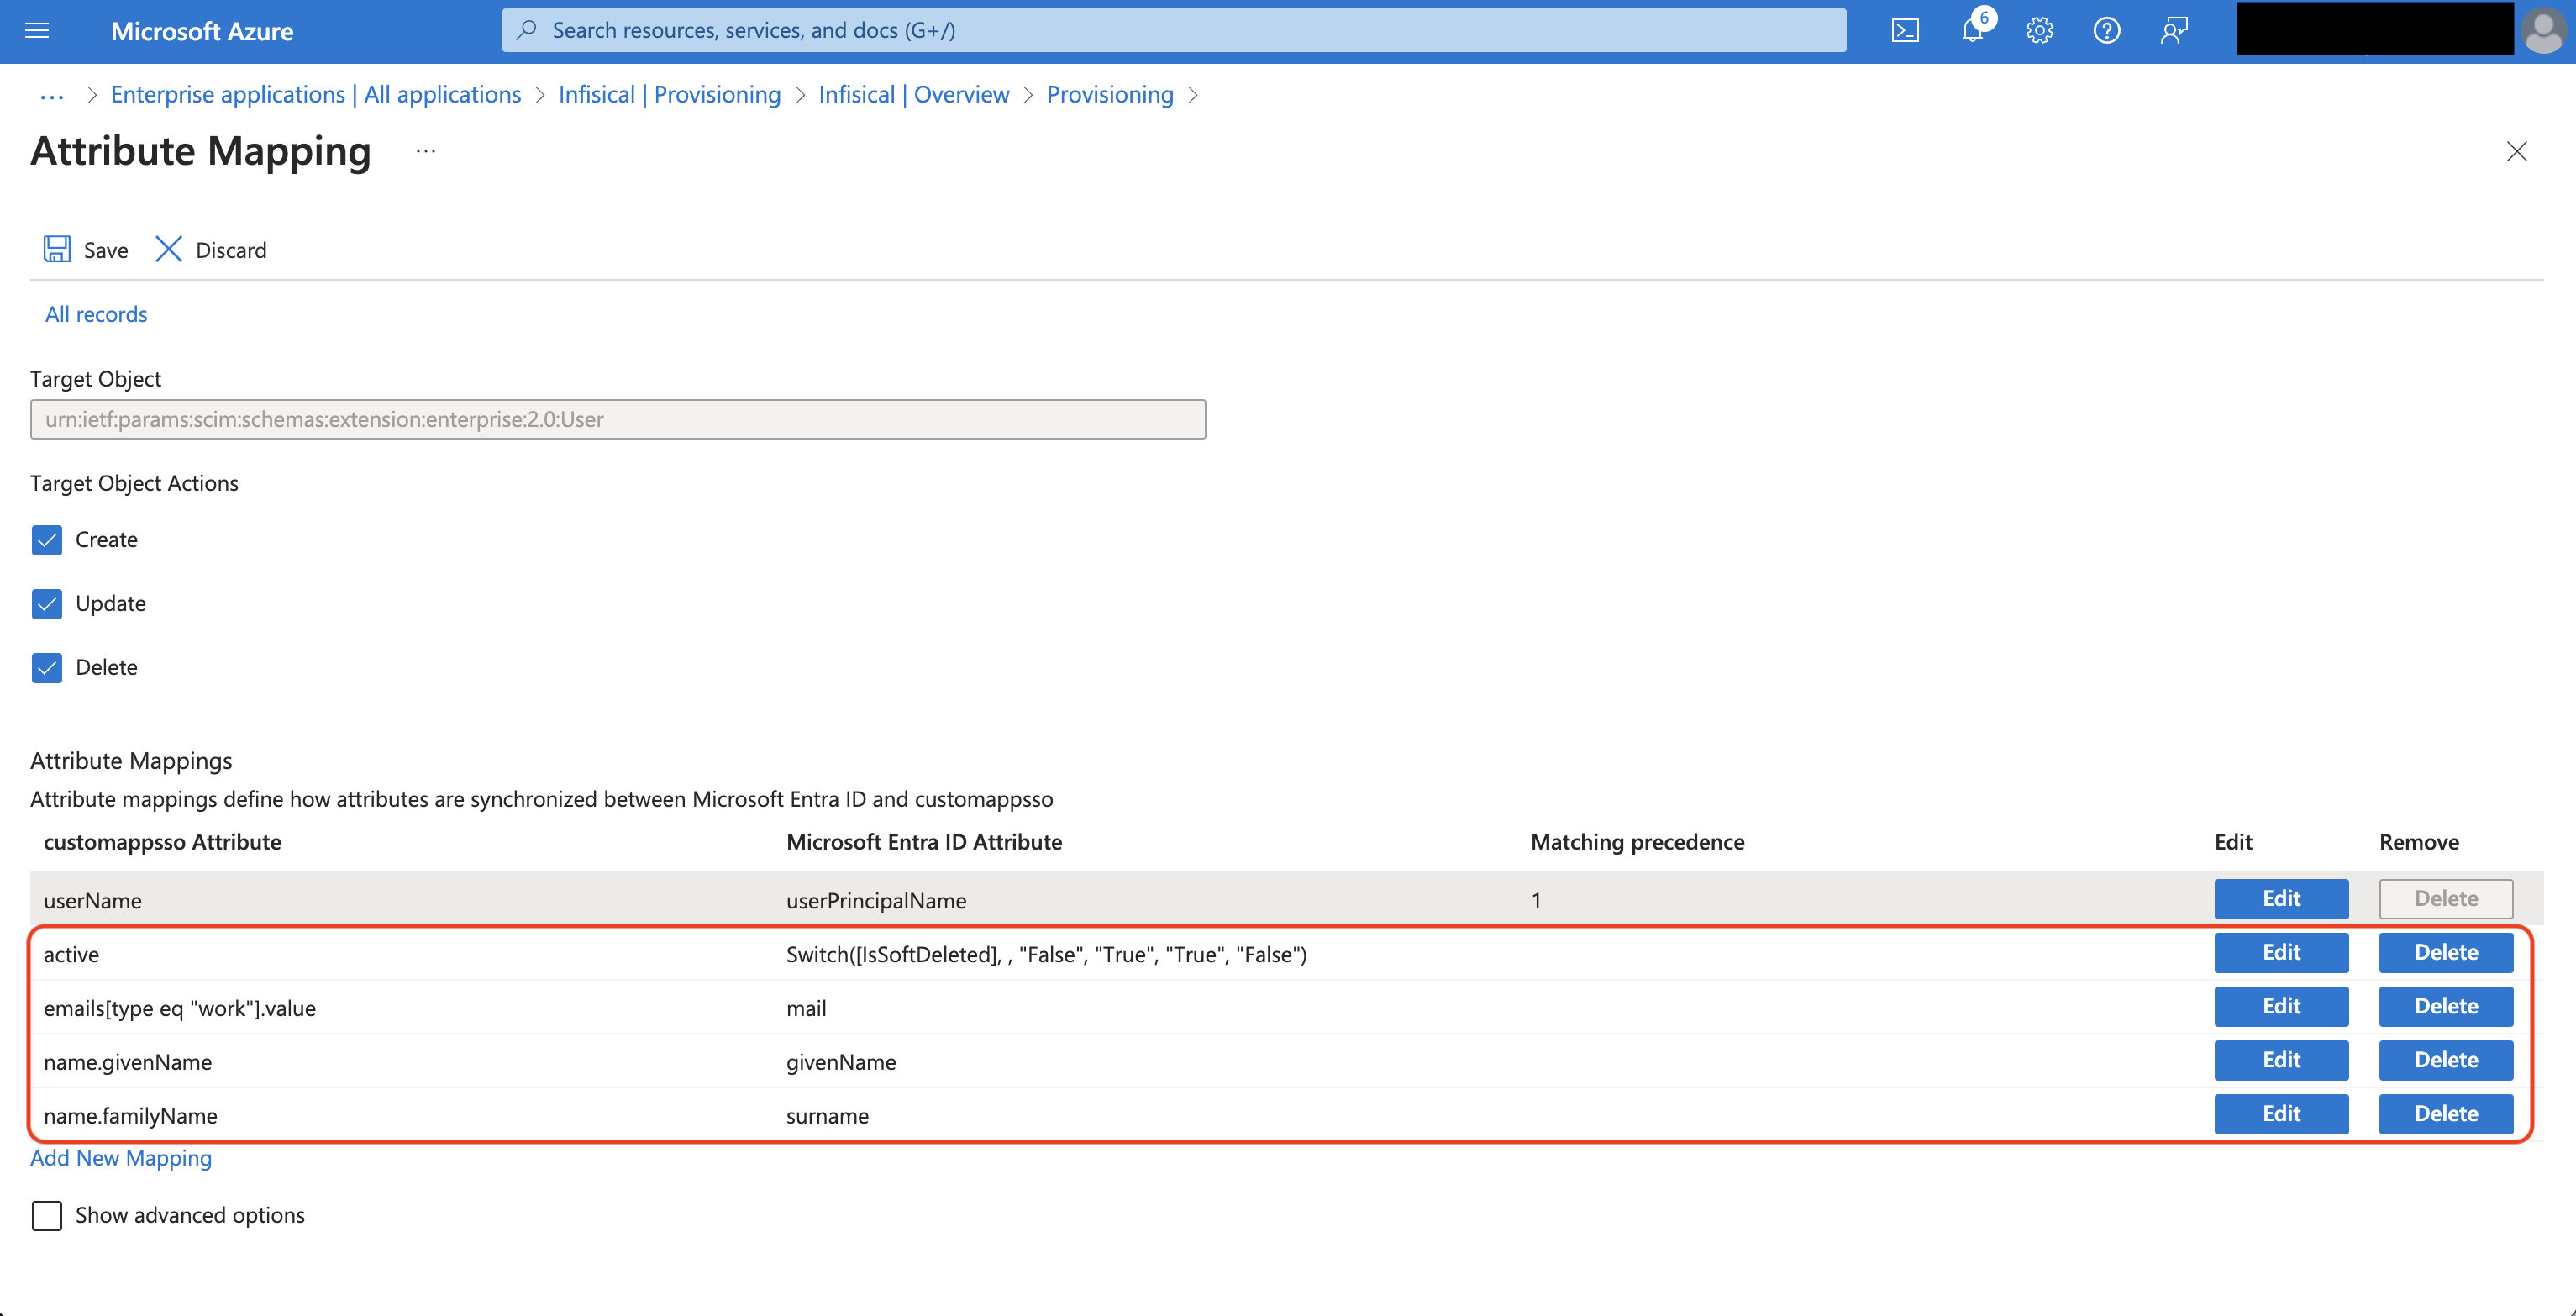 Microsoft Azure
Search resources, services, and docs (G+/)
6
... > Enterprise applications | All applications > Infisical | Provisioning > Infisical | Overview > Provisioning >
Attribute Mapping ...
Save Discard
All records
Target Object
urn:ietf:params:scim:schemas:extension:enterprise:2.0:User
Target Object Actions
Create
Update
Delete
Attribute Mappings
Attribute mappings define how attributes are synchronized between Microsoft Entra ID and customappsso
customappsso Attribute Microsoft Entra ID Attribute Matching precedence Edit Remove
userName userPrincipalName 1 Edit Delete
active Switch([IsSoftDeleted], , "False", "True", "True", "False") Edit Delete
emails[type eq "work"].value mail Edit Delete
name.givenName givenName Edit Delete
name.familyName surname Edit Delete
Add New Mapping
Show advanced options